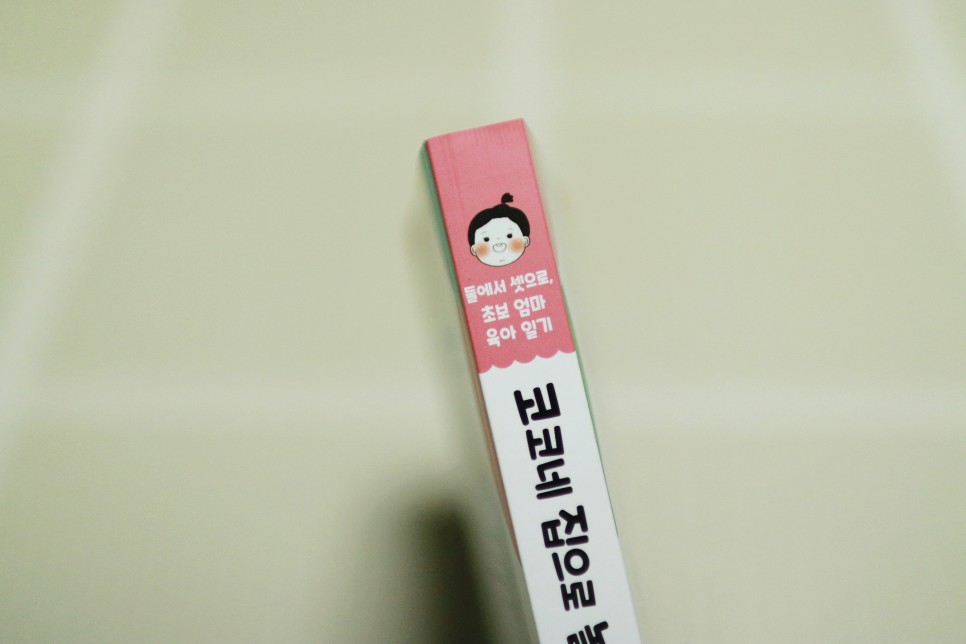 둘에서 셋으로,
초보 엄마
육아 일기
코코네 집으로